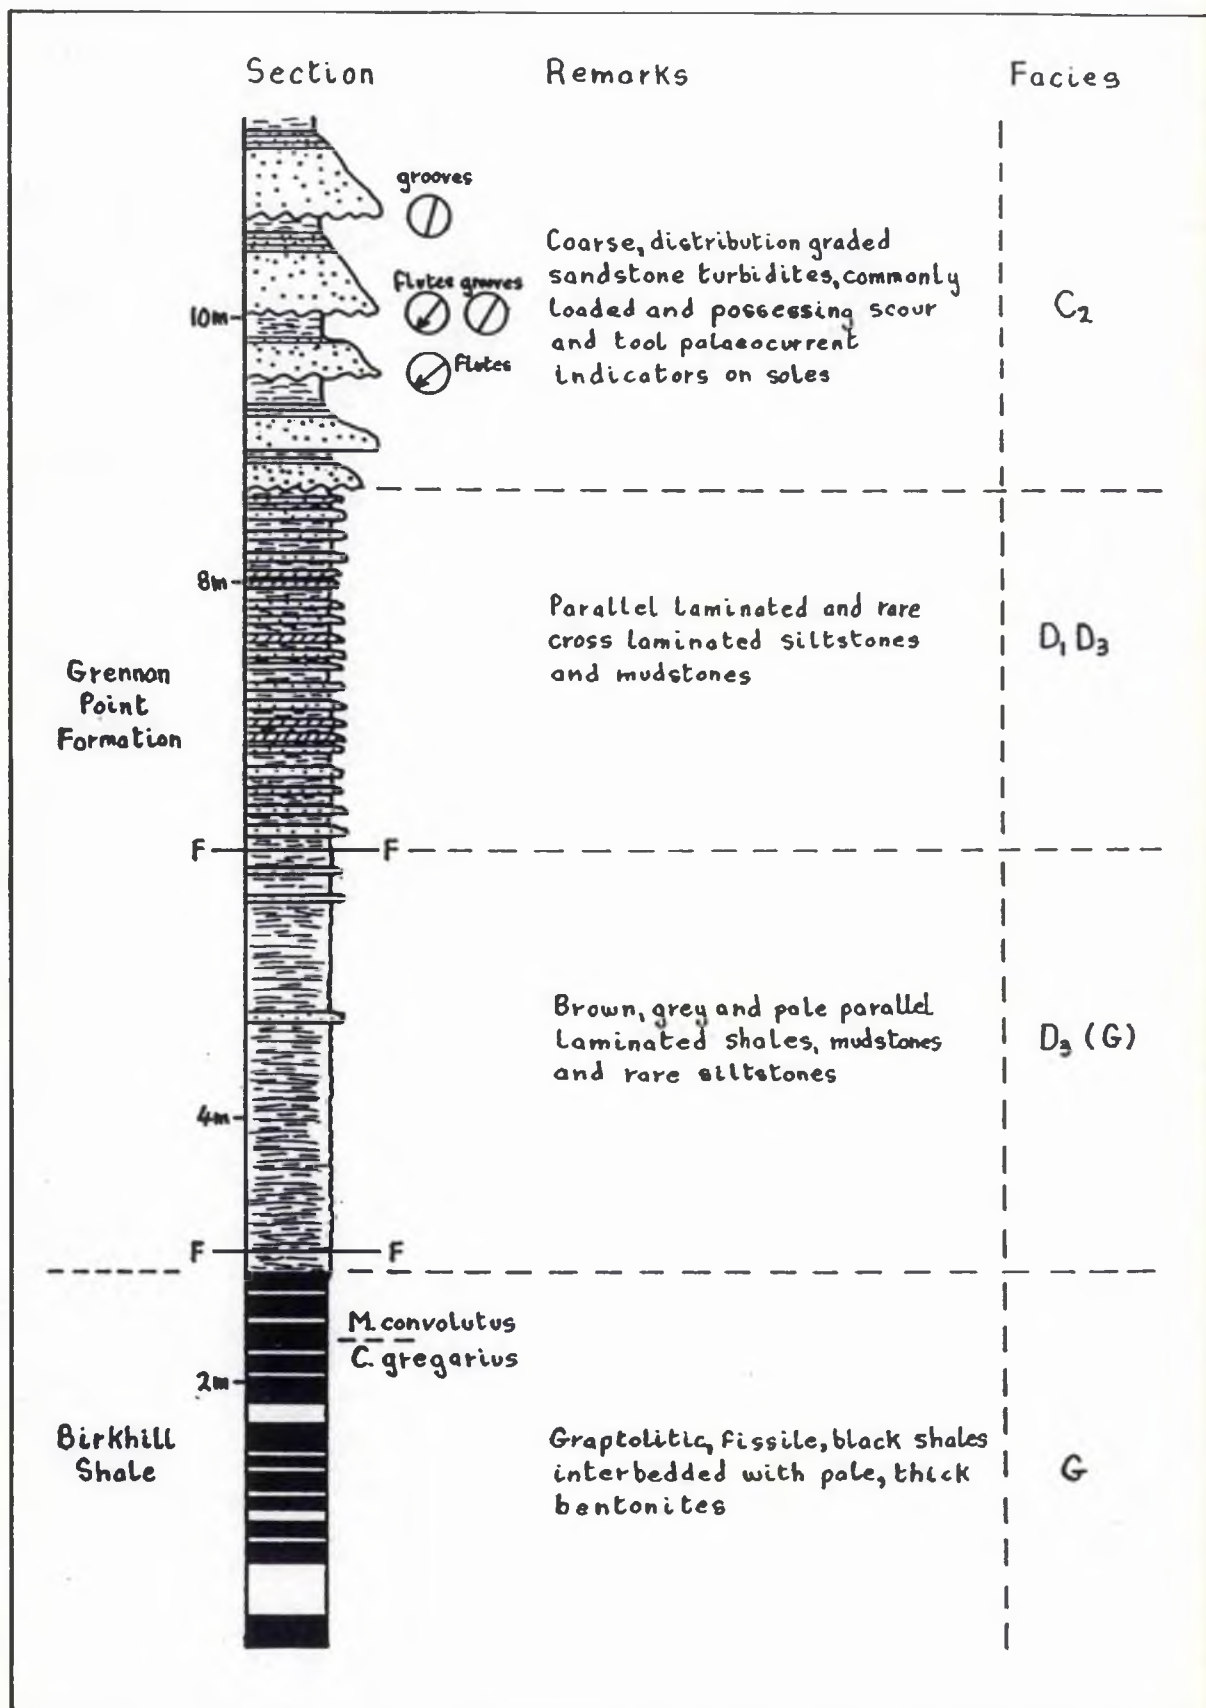 Section Remarks Facies
grooves
Coarse, distribution graded
sandstone turbidites, commonly
loaded and possessing scour
and tool palaeocurrent
indicators on soles
C2
flutes grooves
10m
flutes
8m
Parallel laminated and rare
cross laminated siltstones
and mudstones
D1 D3
Grennan
Point
Formation
F F
Brown, grey and pale parallel
laminated shales, mudstones
and rare siltstones
D3 (G)
4m
F F
M. convolutus
C. gregarius
2m
Birkhill
Shale
Graptolitic, fissile, black shales
interbedded with pale, thick
bentonites
G